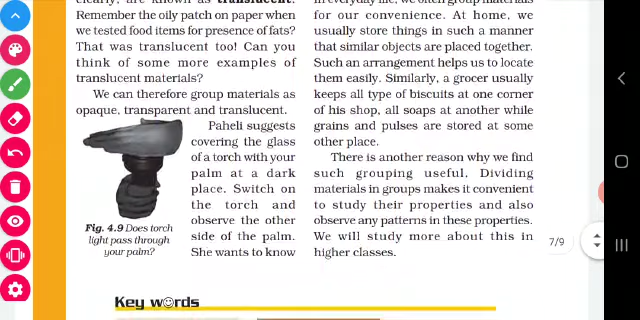 clearly, are known as translucent.
Remember the oily patch on paper when
we tested food items for presence of fats?
That was translucent too! Can you
think of some more examples of
translucent materials?
We can therefore group materials as
opaque, transparent and translucent.
Paheli suggests
covering the glass
of a torch with your
palm at a dark
place. Switch on
the torch and
observe the other
side of the palm.
She wants to know
Fig. 4.9 Does torch
light pass through
your palm?
in everyday life, we often group materials
for our convenience. At home, we
usually store things in such a manner
that similar objects are placed together.
Such an arrangement helps us to locate
them easily. Similarly, a grocer usually
keeps all type of biscuits at one corner
of his shop, all soaps at another while
grains and pulses are stored at some
other place.
There is another reason why we find
such grouping useful. Dividing
materials in groups makes it convenient
to study their properties and also
observe any patterns in these properties.
We will study more about this in
higher classes.
7/9
Key words